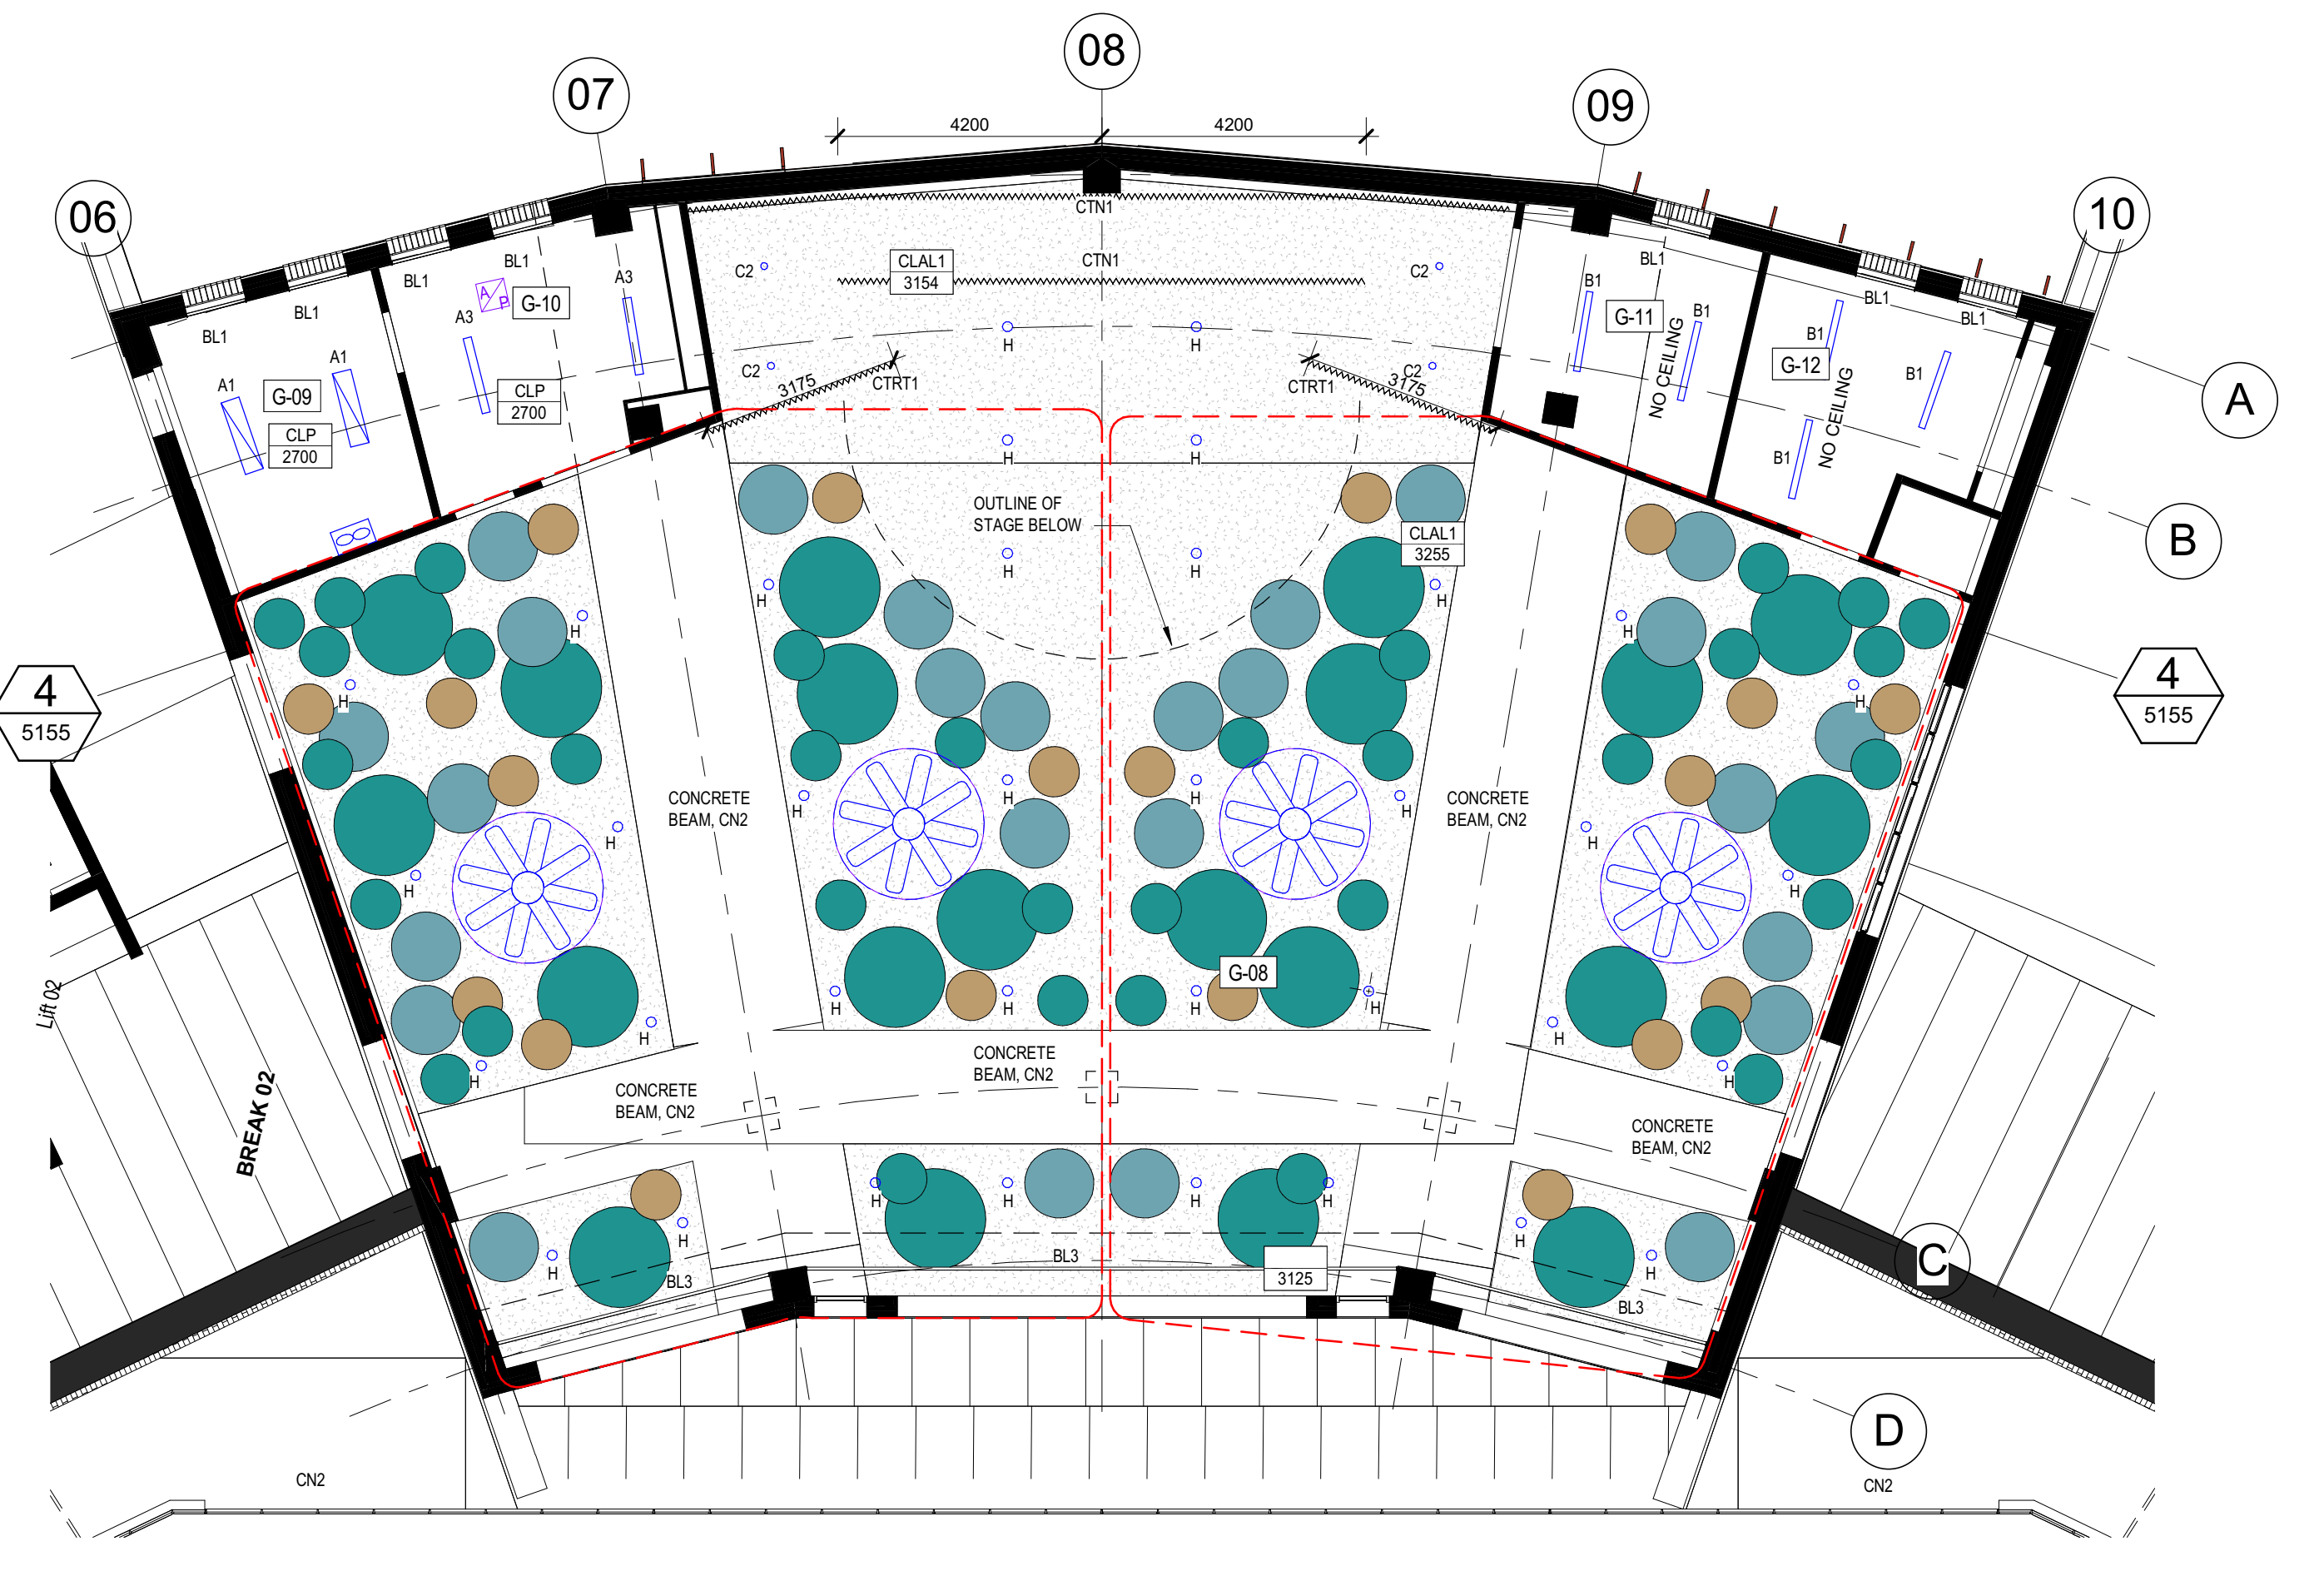 08
07
09
06
10
4200
4200
CTN1
CLAL1
3154
CTN1
C2
C2
BL1
BL1
BL1
BL1
BL1
BL1
BL1
A
P
G-10
A3
A3
G-11
B1
B1
B1
B1
B1
G-12
NO CEILING
NO CEILING
H
H
C2
C2
3175
3175
CTRT1
CTRT1
A1
A1
G-09
CLP
2700
CLP
2700
A
B
H
H
OUTLINE OF
STAGE BELOW
CLAL1
3255
H
H
H
H
H
H
H
H
4
5155
4
5155
H
H
H
H
H
H
CONCRETE
BEAM, CN2
CONCRETE
BEAM, CN2
H
H
G-08
H
H
H
H
H
H
H
H
Lift 02
BREAK 02
CONCRETE
BEAM, CN2
CONCRETE
BEAM, CN2
CONCRETE
BEAM, CN2
H
H
H
H
H
H
H
H
C
BL3
BL3
BL3
3125
D
CN2
CN2